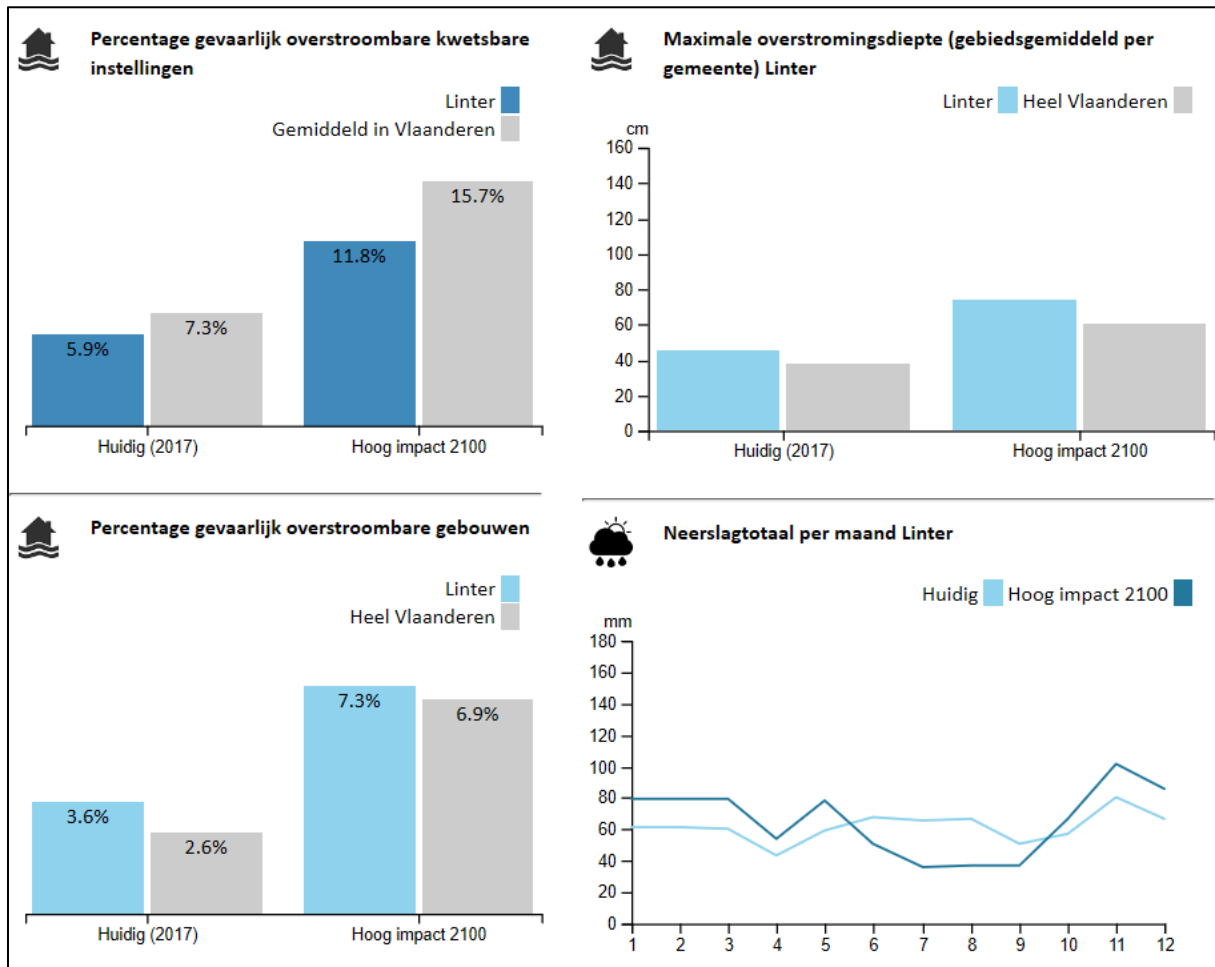 Percentage gevaarlijk overstroombare kwetsbare
instellingen
Linter
Gemiddeld in Vlaanderen
5.9%
7.3%
11.8%
15.7%
Huidig (2017)
Hoog impact 2100
Maximale overstromingsdiepte (gebiedsgemiddeld per
gemeente) Linter
Linter Heel Vlaanderen
cm
160
140
120
100
80
60
40
20
0
Huidig (2017)
Hoog impact 2100
Percentage gevaarlijk overstroombare gebouwen
Linter
Heel Vlaanderen
3.6%
2.6%
7.3%
6.9%
Huidig (2017)
Hoog impact 2100
Neerslagtotaal per maand Linter
Huidig Hoog impact 2100
mm
180
160
140
120
100
80
60
40
20
0
1 2 3 4 5 6 7 8 9 10 11 12